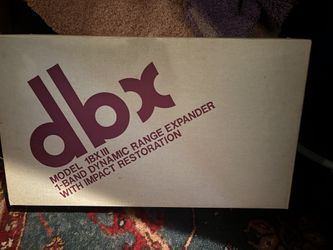 dbx
MODEL 1BX III
1-BAND DYNAMIC RANGE EXPANDER
WITH IMPACT RESTORATION